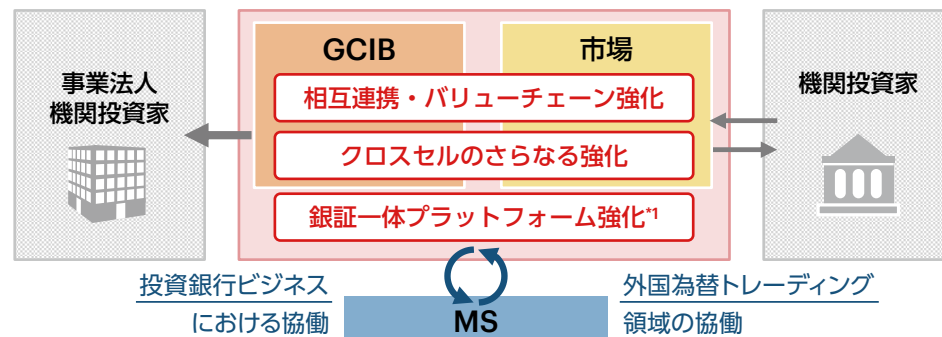 事業法人
機関投資家
GCIB
市場
機関投資家
相互連携・バリューチェーン強化
クロスセルのさらなる強化
銀証一体プラットフォーム強化*1
投資銀行ビジネス
における協働
MS
外国為替トレーディング
領域の協働